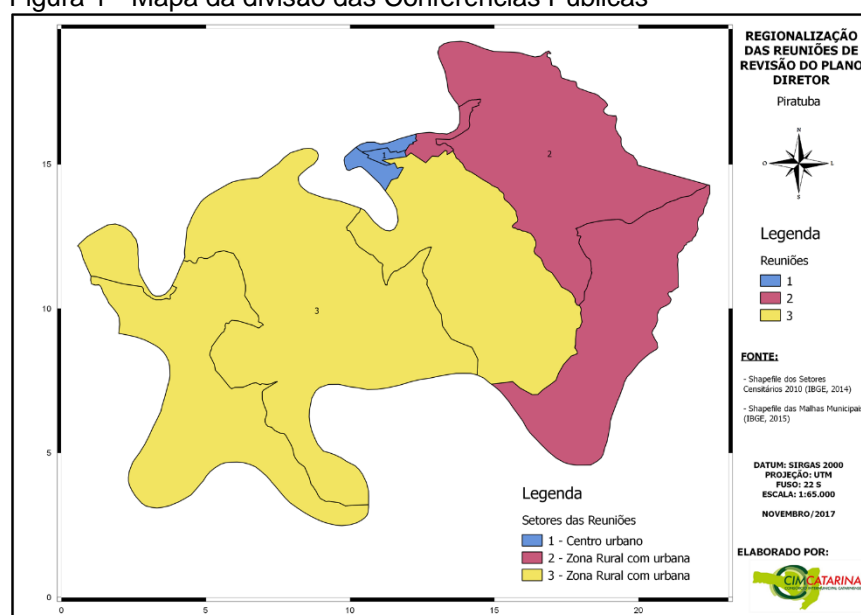 Figura 1 - Mapa da divisão das Conferências Públicas
REGIONALIZAÇÃO
DAS REUNIÕES DE
REVISÃO DO PLANO
DIRETOR
Piratuba
N
O L
S
Legenda
Reuniões
1
2
3
FONTE:
- Shapefile dos Setores
Censitários 2010 (IBGE, 2014)
- Shapefile das Malhas Municipais
(IBGE, 2015)
DATUM: SIRGAS 2000
PROJEÇÃO: UTM
FUSO: 22 S
ESCALA: 1:65.000
NOVEMBRO/2017
ELABORADO POR:
CIMCATARINA
1
2
3
Legenda
Setores das Reuniões
1 - Centro urbano
2 - Zona Rural com urbana
3 - Zona Rural com urbana
15
10
5
0
0 5 10 15 20